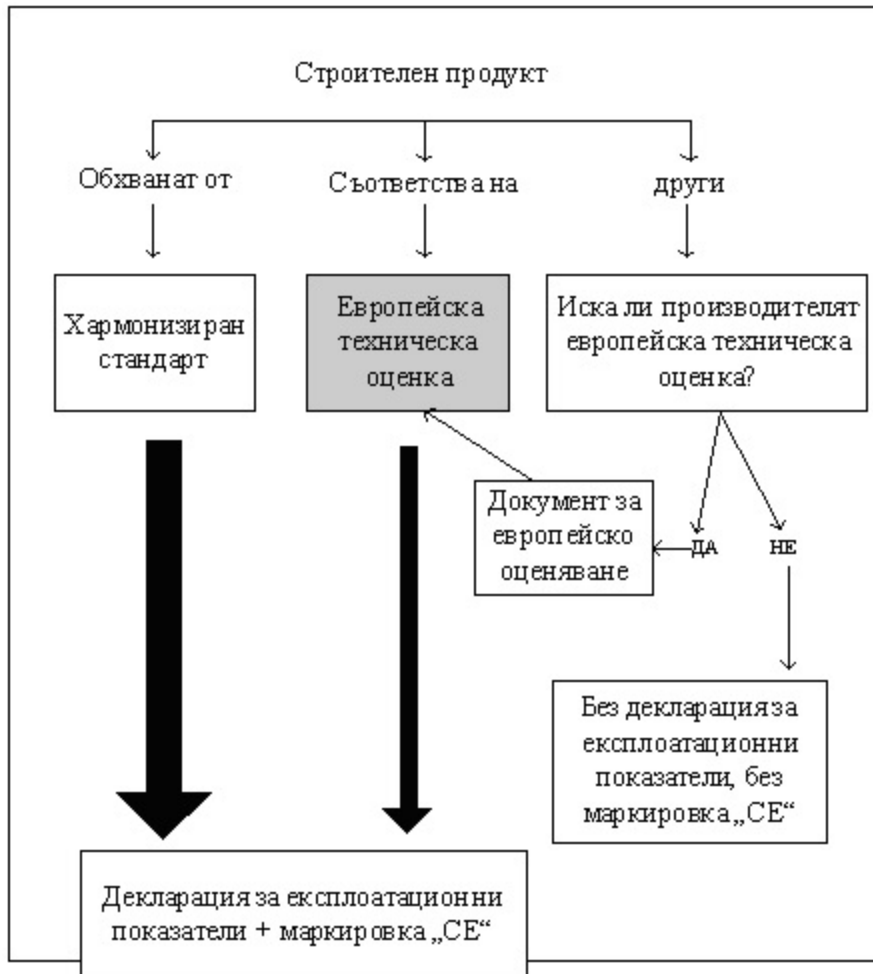 Строителен продукт
Обхванат от
Съответства на
други
Хармонизиран
стандарт
Европейска
техническа
оценка
Иска ли производителят
европейска техническа
оценка?
Документ за
европейско
оценяване
ДА
НЕ
Без декларация за
експлоатационни
показатели, без
маркировка „СЕ“
Декларация за експлоатационни
показатели + маркировка „СЕ“